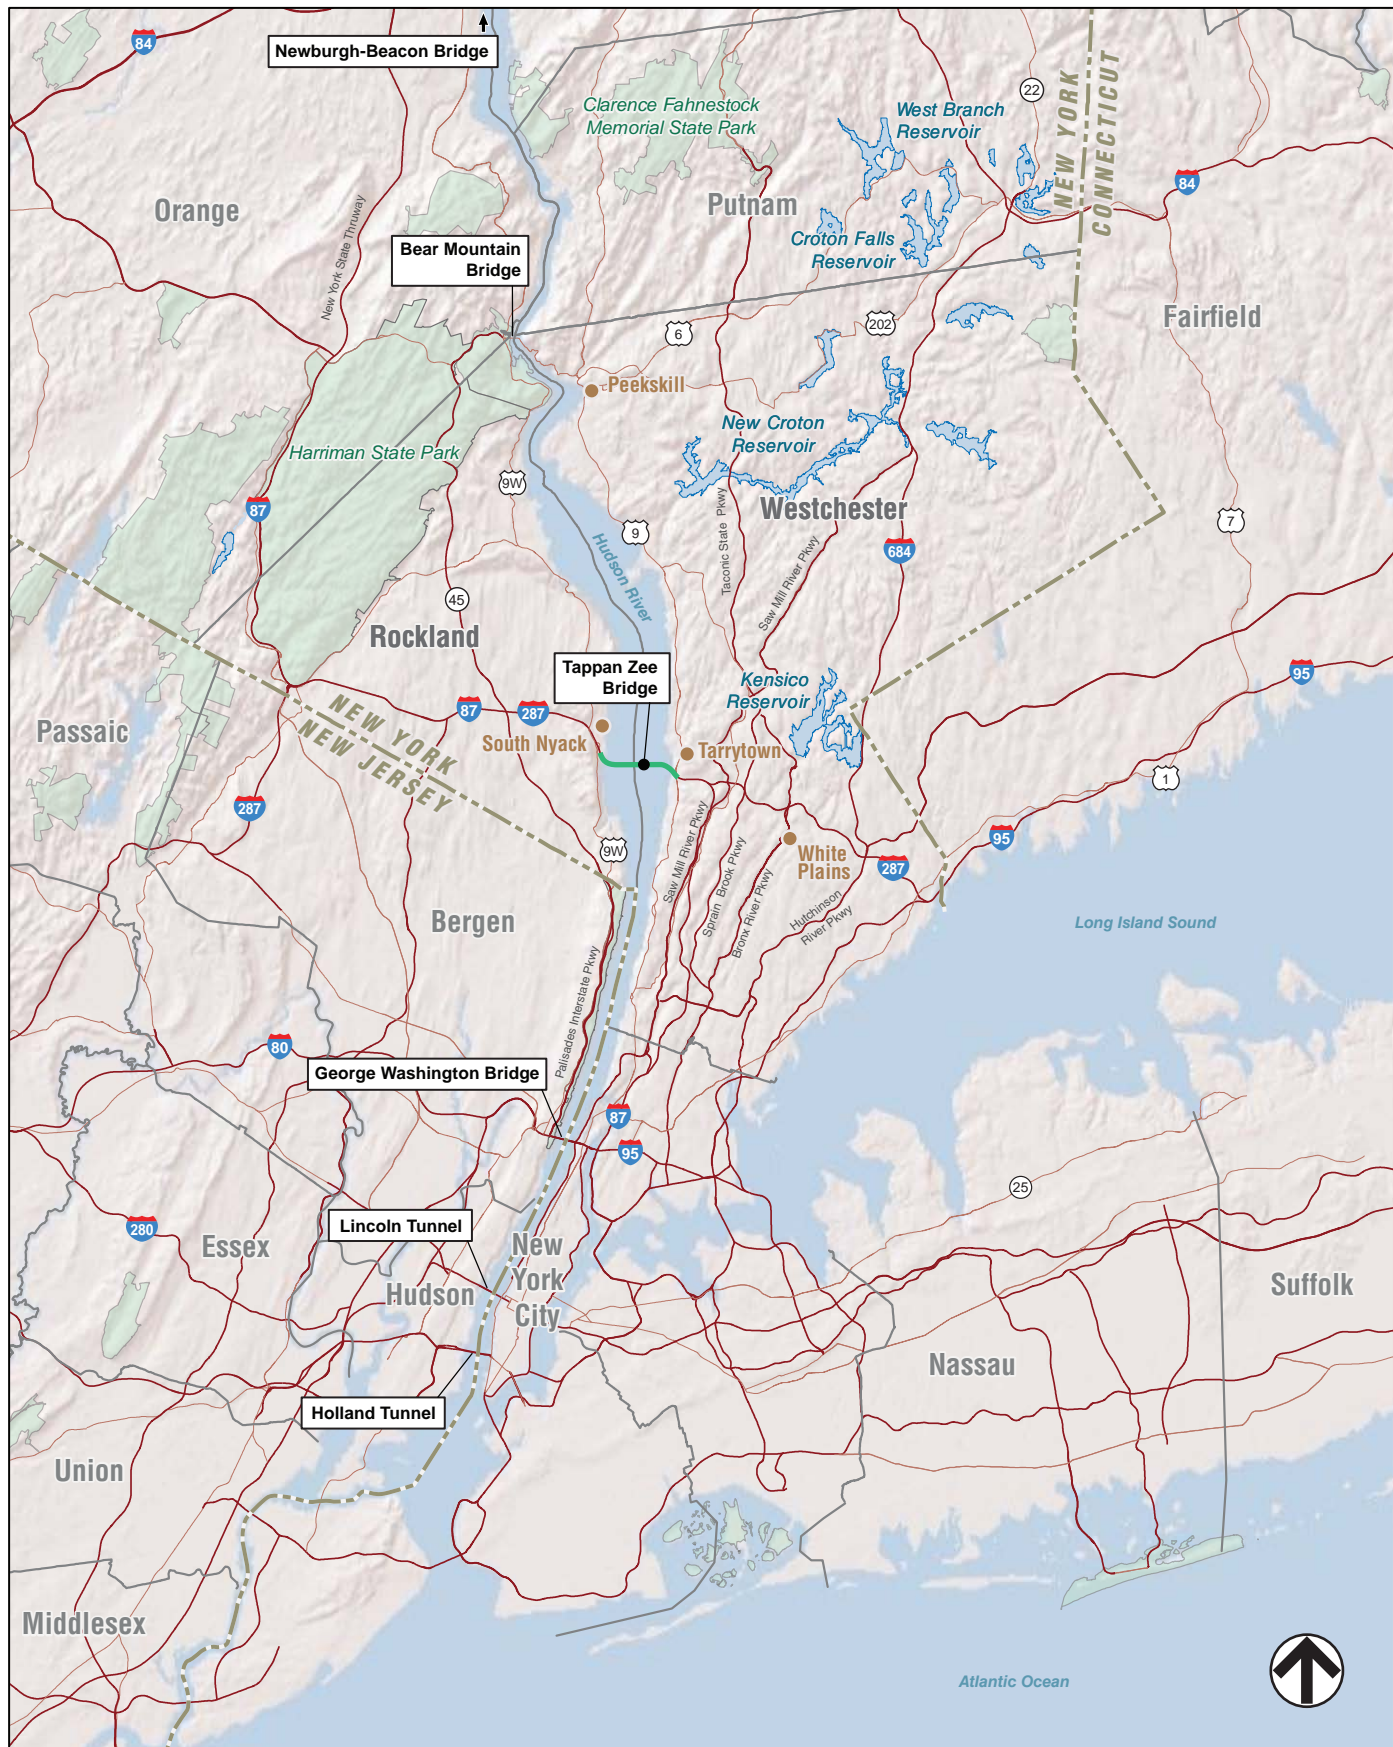 84
Newburgh-Beacon Bridge
Clarence Fahnestock
Memorial State Park
22
West Branch
Reservoir
NEW YORK
CONNECTICUT
84
Orange
Putnam
New York State Thruway
Bear Mountain
Bridge
Croton Falls
Reservoir
6
202
Fairfield
Peekskill
New Croton
Reservoir
Harriman State Park
9W
87
Westchester
9
7
Taconic State Pkwy
Saw Mill River Pkwy
684
Hudson River
45
Rockland
Tappan Zee
Bridge
Kensico
Reservoir
95
87
287
NEW YORK
NEW JERSEY
Passaic
South Nyack
Tarrytown
1
287
Saw Mill River Pkwy
95
9W
White
Plains
287
Sprain Brook Pkwy
Bronx River Pkwy
Hutchinson
River Pkwy
Bergen
Long Island Sound
Palisades Interstate Pkwy
80
George Washington Bridge
87
95
25
280
Lincoln Tunnel
Essex
New
York
City
Hudson
Suffolk
Nassau
Holland Tunnel
Union
Middlesex
Atlantic Ocean